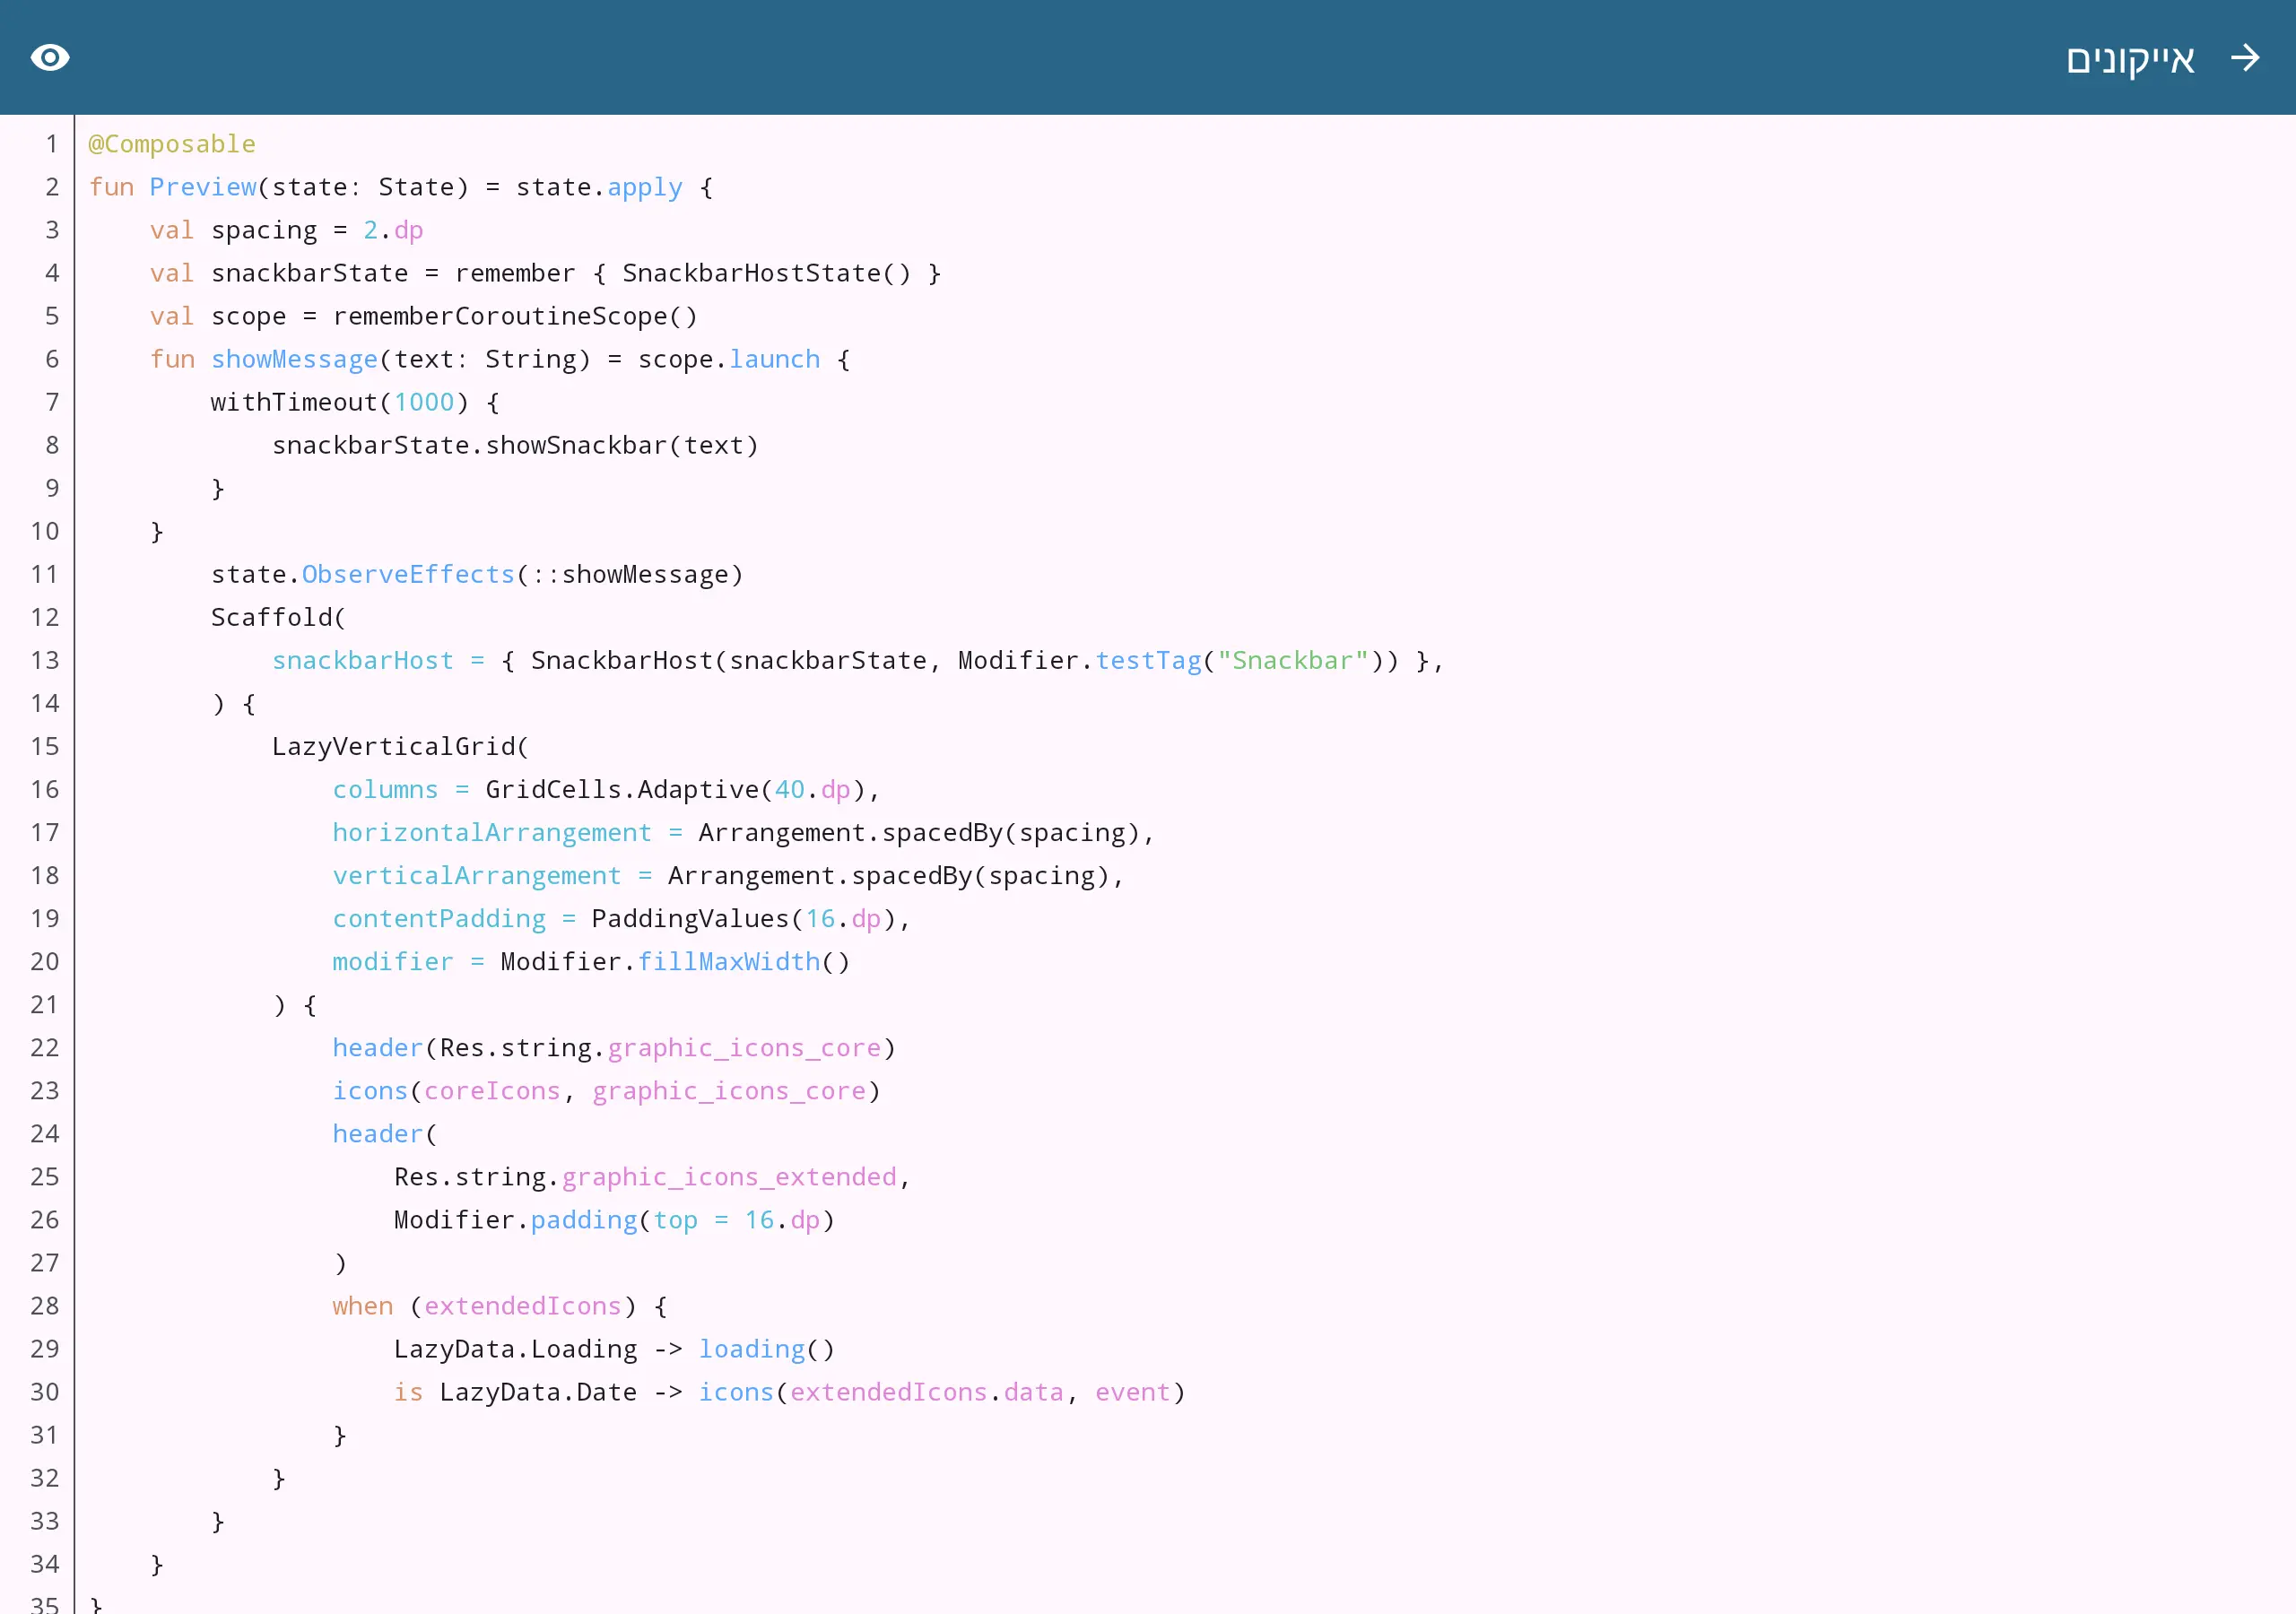 אייקונים
1 @Composable
2 fun Preview(state: State) = state.apply {
3     val spacing = 2.dp
4     val snackbarState = remember { SnackbarHostState() }
5     val scope = rememberCoroutineScope()
6     fun showMessage(text: String) = scope.launch {
7         withTimeout(1000) {
8             snackbarState.showSnackbar(text)
9         }
10     }
11         state.ObserveEffects(::showMessage)
12         Scaffold(
13             snackbarHost = { SnackbarHost(snackbarState, Modifier.testTag("Snackbar")) },
14         ) {
15             LazyVerticalGrid(
16                 columns = GridCells.Adaptive(40.dp),
17                 horizontalArrangement = Arrangement.spacedBy(spacing),
18                 verticalArrangement = Arrangement.spacedBy(spacing),
19                 contentPadding = PaddingValues(16.dp),
20                 modifier = Modifier.fillMaxWidth()
21             ) {
22                 header(Res.string.graphic_icons_core)
23                 icons(coreIcons, graphic_icons_core)
24                 header(
25                     Res.string.graphic_icons_extended,
26                     Modifier.padding(top = 16.dp)
27                 )
28                 when (extendedIcons) {
29                     LazyData.Loading -> loading()
30                     is LazyData.Date -> icons(extendedIcons.data, event)
31                 }
32             }
33         }
34     }
35 }